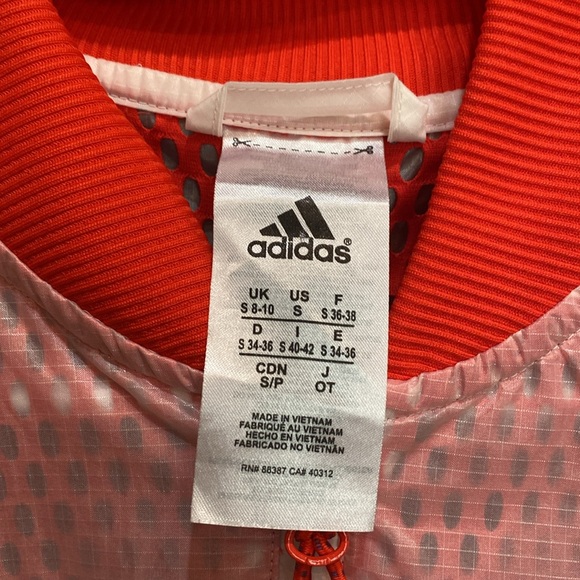 adidas®
UK US F
S 8-10 S S 36-38
D I E
S 34-36 S 40-42 S 34-36
CDN J
S/P OT
MADE IN VIETNAM
FABRIQUÉ AU VIETNAM
HECHO EN VIETNAM
FABRICADO NO VIETNÃN
RN# 88387 CA# 40312